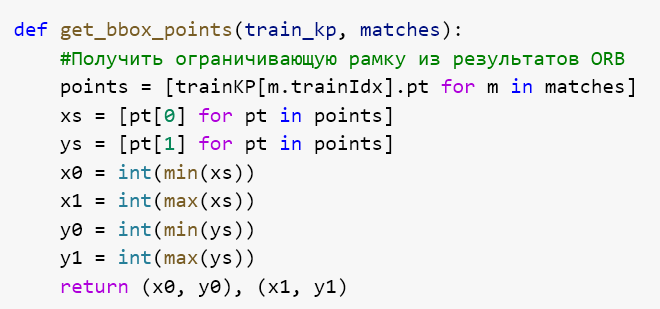 def get_bbox_points(train_kp, matches):
    #Получить ограничивающую рамку из результатов ORB
    points = [trainKP[m.trainIdx].pt for m in matches]
    xs = [pt[0] for pt in points]
    ys = [pt[1] for pt in points]
    x0 = int(min(xs))
    x1 = int(max(xs))
    y0 = int(min(ys))
    y1 = int(max(ys))
    return (x0, y0), (x1, y1)